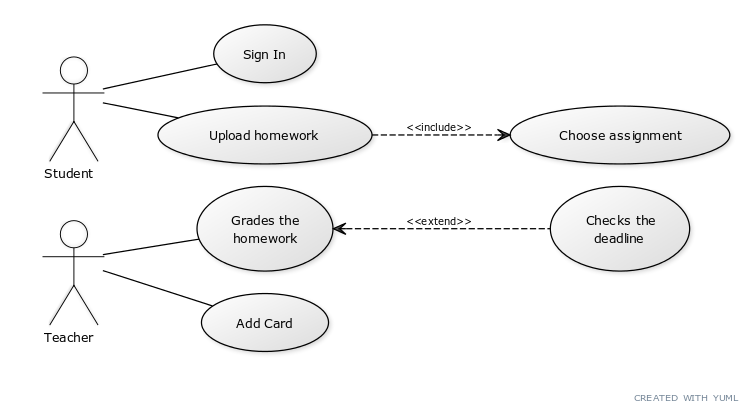 Sign In
Upload homework
<<include>>
Choose assignment
Student
Grades the
homework
<<extend>>
Checks the
deadline
Add Card
Teacher
CREATED WITH YUML